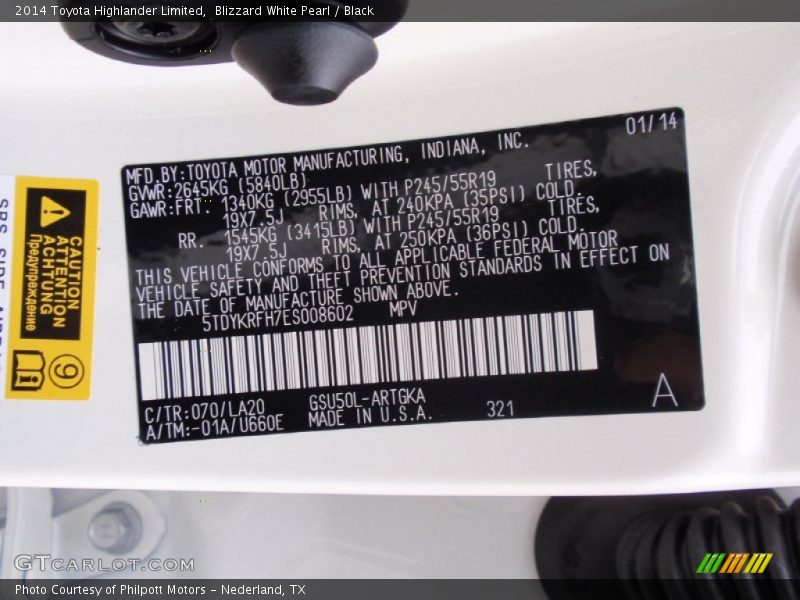 2014 Toyota Highlander Limited, Blizzard White Pearl / Black
MFD.BY:TOYOTA MOTOR MANUFACTURING, INDIANA, INC. 01/14
GVWR:2645KG (5840LB)
GAWR:FRT. 1340KG (2955LB) WITH P245/55R19 TIRES,
19X7.5J RIMS, AT 240KPA (35PSI) COLD.
RR. 1545KG (3415LB) WITH P245/55R19 TIRES,
19X7.5J RIMS, AT 250KPA (36PSI) COLD.
THIS VEHICLE CONFORMS TO ALL APPLICABLE FEDERAL MOTOR
VEHICLE SAFETY AND THEFT PREVENTION STANDARDS IN EFFECT ON
THE DATE OF MANUFACTURE SHOWN ABOVE.
5TDYKRFH7ES008602 MPV
C/TR:070/LA20 GSU50L-ARTGKA
A/TM:-01A/U660E MADE IN U.S.A. 321
A
CAUTION
ATTENTION
ACHTUNG
Предупреждение
9
SRS SIDE
GTCARLOT.COM
Photo Courtesy of Philpott Motors - Nederland, TX